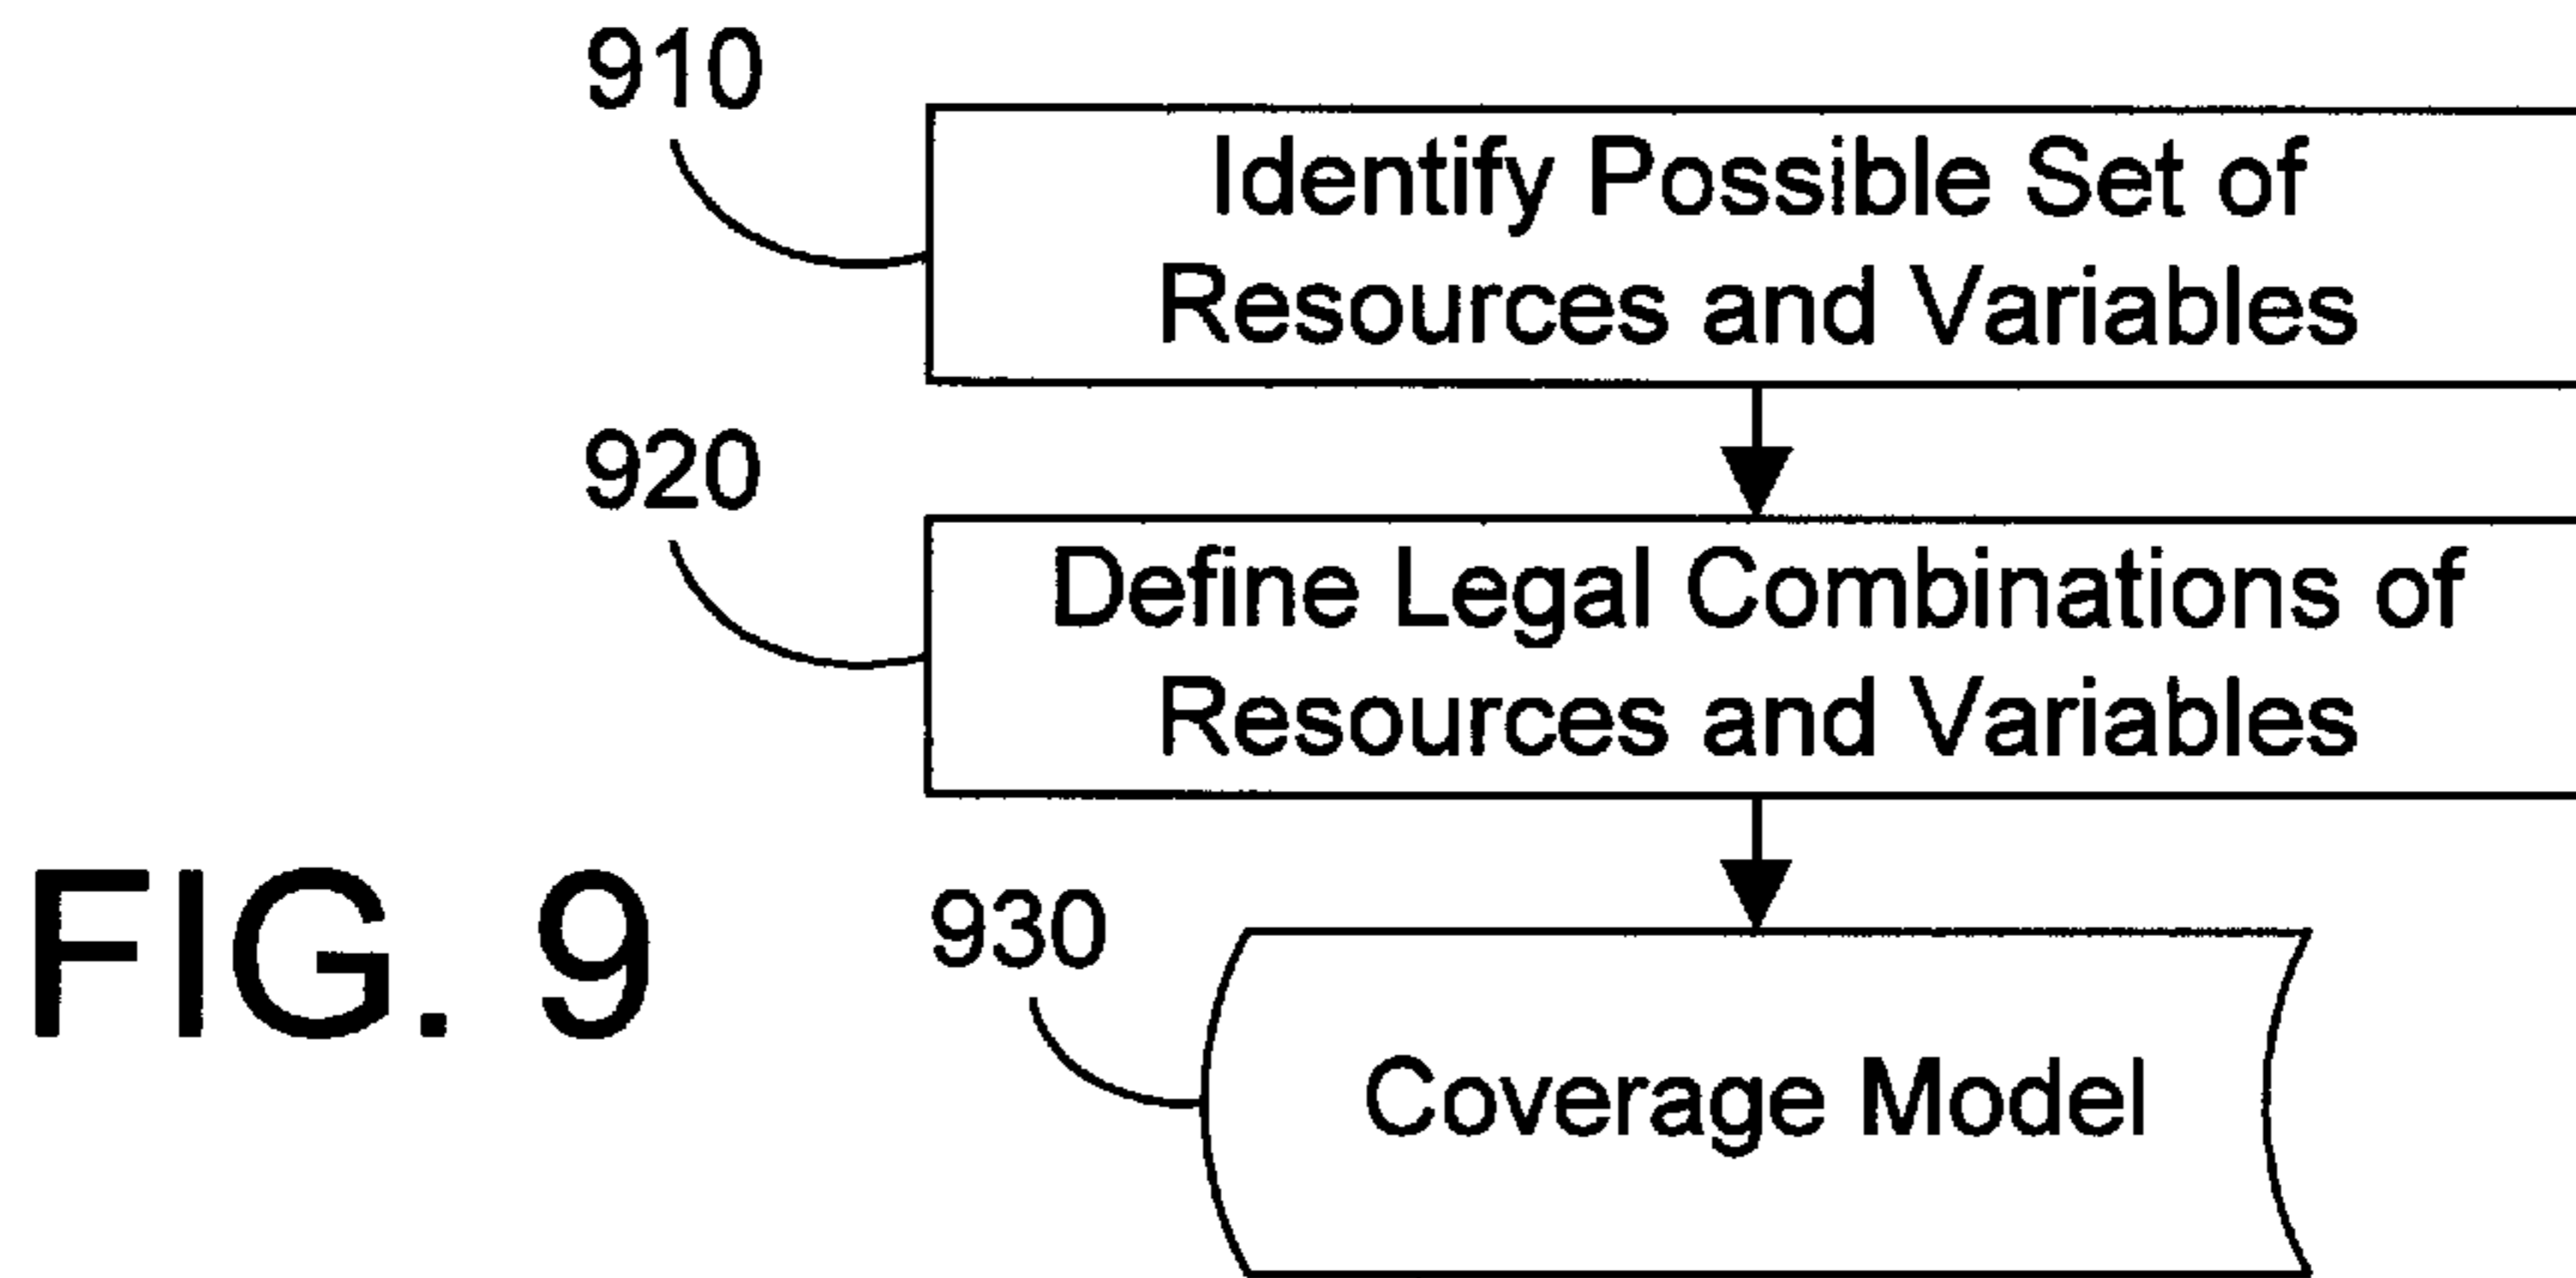 910
Identify Possible Set of
Resources and Variables
920
Define Legal Combinations of
Resources and Variables
FIG. 9
930
Coverage Model